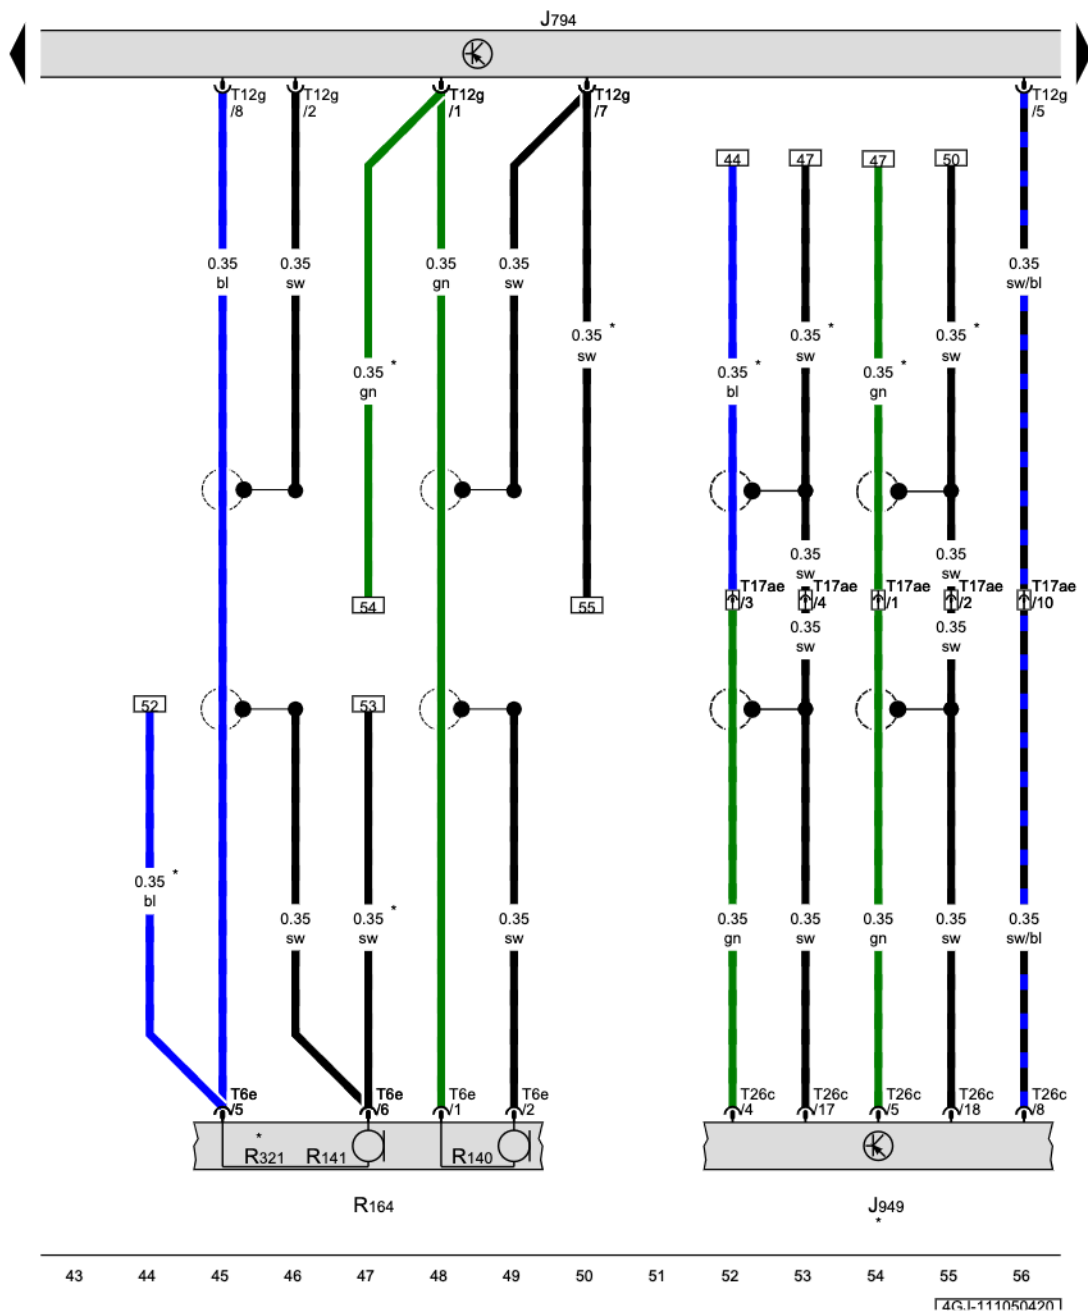 J794
T12g T12g T12g T12g T12g
/8 /2 /1 /7 /5
44 47 47 50
0.35 0.35 0.35 0.35 0.35
bl sw gn sw sw/bl
0.35 * 0.35 * 0.35 *
sw sw sw
0.35 * 0.35 * 0.35 *
gn bl gn
0.35 0.35
sw sw
T17ae T17ae T17ae T17ae T17ae
/3 /4 /1 /2 /10
54 55
0.35 0.35
sw sw
52 53
0.35 *
bl
0.35 0.35 * 0.35 0.35 0.35 0.35 0.35 0.35
sw sw sw gn sw gn sw sw/bl
T6e T6e T6e T6e T26c T26c T26c T26c T26c
/5 /6 /1 /2 /4 /17 /5 /18 /8
*
R321 R141 R140
R164 J949
*
43 44 45 46 47 48 49 50 51 52 53 54 55 56
4GJ-111050420